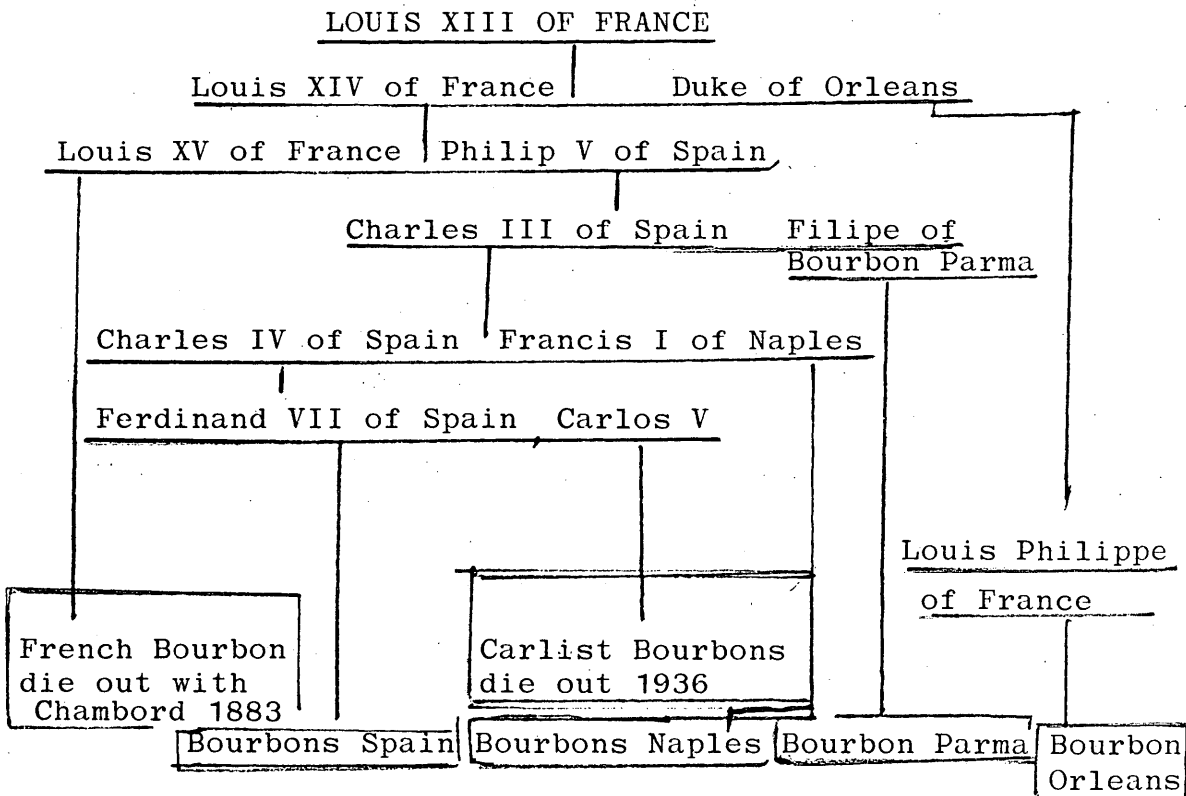 LOUIS XIII OF FRANCE
Louis XIV of France Duke of Orleans
Louis XV of France Philip V of Spain
Charles III of Spain Filipe of
Bourbon Parma
Charles IV of Spain Francis I of Naples
Ferdinand VII of Spain Carlos V
Louis Philippe
of France
French Bourbon
die out with
Chambord 1883
Carlist Bourbons
die out 1936
Bourbons Spain
Bourbons Naples
Bourbon Parma
Bourbon
Orleans